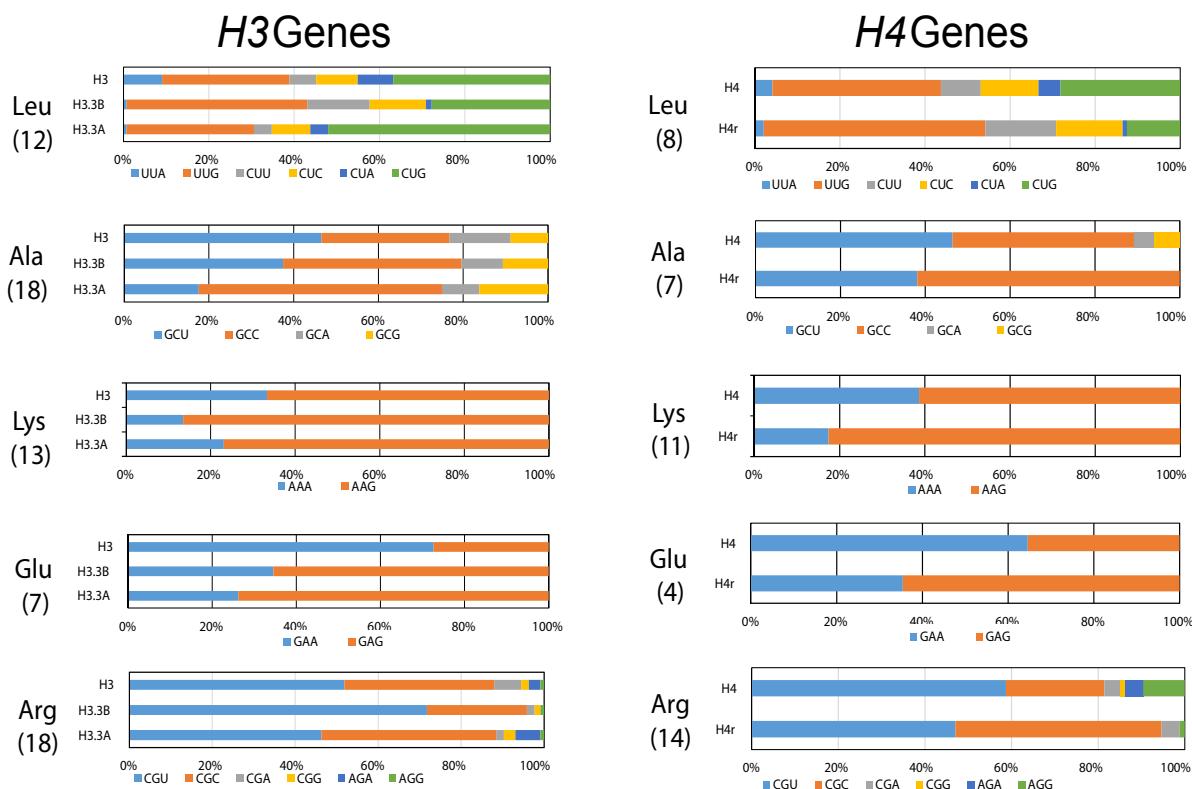 H3 Genes
H3
H3.3B
H3.3A
Leu
(12)
0% 20% 40% 60% 80% 100%
UUA UUG CUU CUC CUA CUG
H3
H3.3B
H3.3A
Ala
(18)
0% 20% 40% 60% 80% 100%
GCU GCC GCA GCG
H3
H3.3B
H3.3A
Lys
(13)
0% 20% 40% 60% 80% 100%
AAA AAG
H3
H3.3B
H3.3A
Glu
(7)
0% 20% 40% 60% 80% 100%
GAA GAG
H3
H3.3B
H3.3A
Arg
(18)
0% 20% 40% 60% 80% 100%
CGU CGC CGA CGG AGA AGG
H4 Genes
H4
H4r
Leu
(8)
0% 20% 40% 60% 80% 100%
UUA UUG CUU CUC CUA CUG
H4
H4r
Ala
(7)
0% 20% 40% 60% 80% 100%
GCU GCC GCA GCG
H4
H4r
Lys
(11)
0% 20% 40% 60% 80% 100%
AAA AAG
H4
H4r
Glu
(4)
0% 20% 40% 60% 80% 100%
GAA GAG
H4
H4r
Arg
(14)
0% 20% 40% 60% 80% 100%
CGU CGC CGA CGG AGA AGG